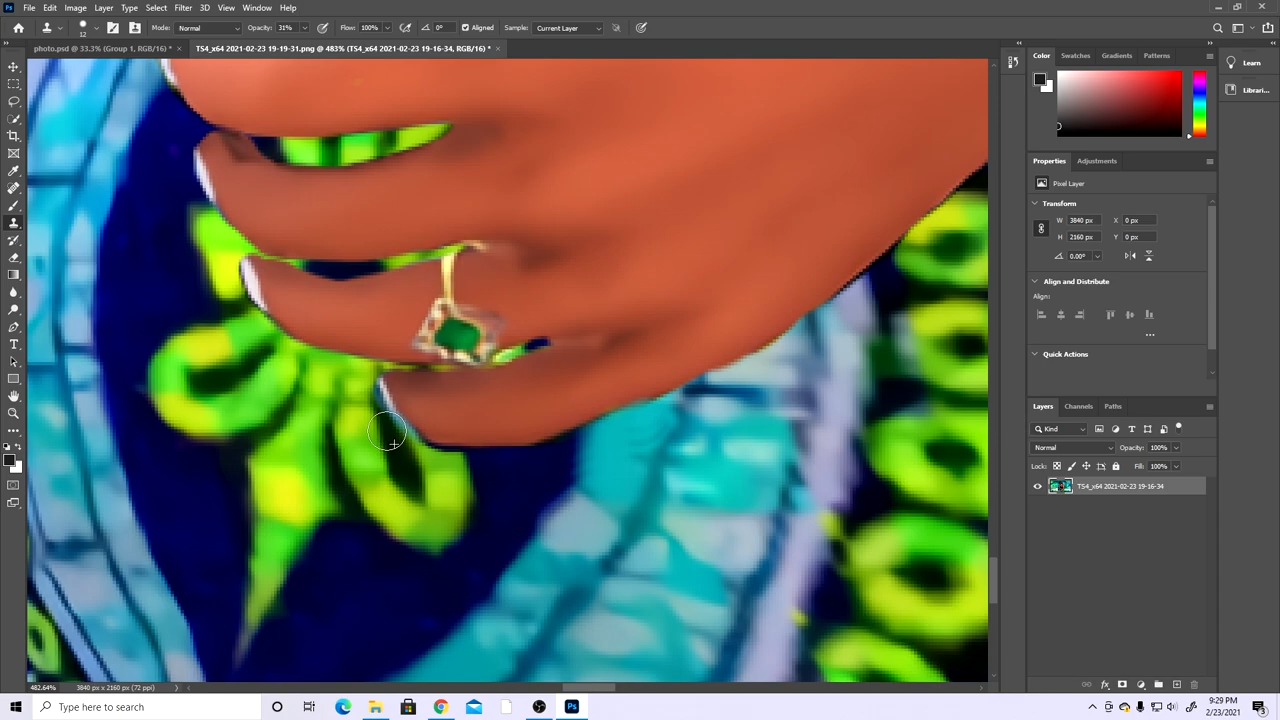 Ps File Edit Image Layer Type Select Filter 3D View Window Help
12 Mode: Normal Opacity: 31% Flow: 100% 0° Aligned Sample: Current Layer
photo.psd @ 33.3% (Group 1, RGB/16) * × TS4_x64 2021-02-23 19-19-31.png @ 483% (TS4_x64 2021-02-23 19-16-34, RGB/16) * ×
Color Swatches Gradients Patterns
Learn
Librari...
Properties Adjustments
Pixel Layer
Transform
W 3840 px X 0 px
H 2160 px Y 0 px
0.00°
Align and Distribute
Align:
...
Quick Actions
Layers Channels Paths
Kind
Normal Opacity: 100%
Lock: Fill: 100%
TS4_x64 2021-02-23 19-16-34
fx
482.64% 3840 px x 2160 px (72 ppi)
Type here to search
Ps
9:29 PM
2/23/2021
3